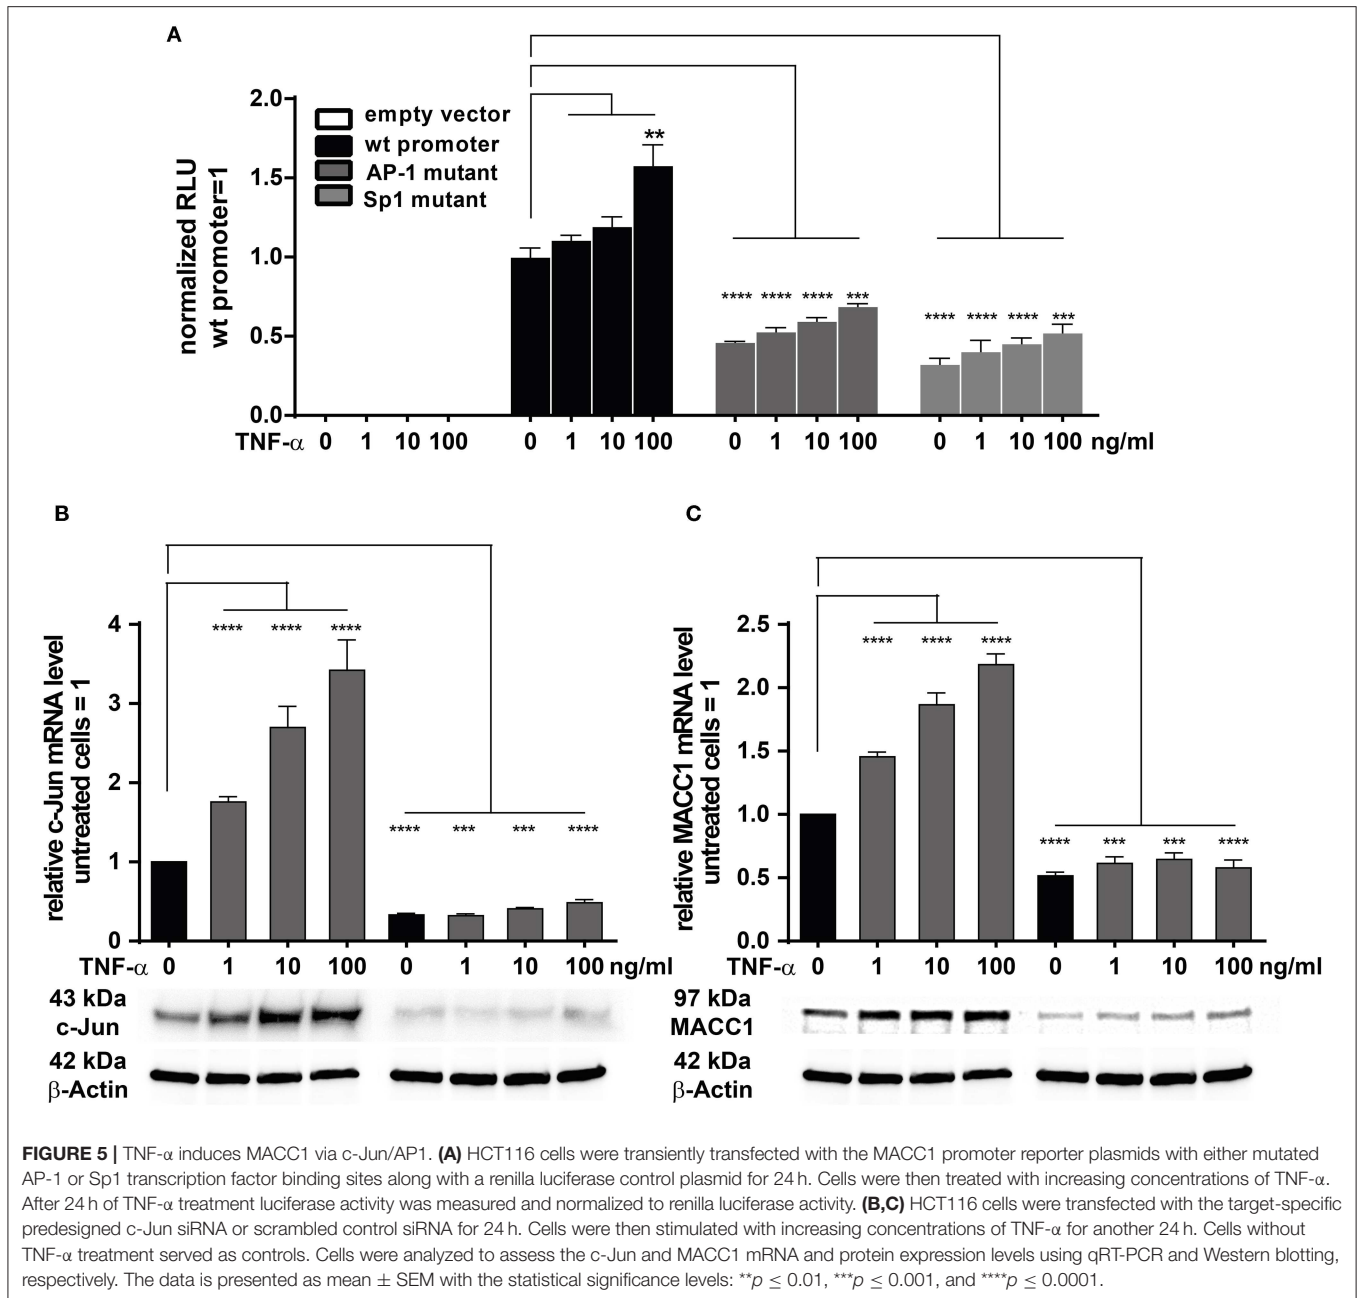 A
2.0
empty vector
wt promoter
AP-1 mutant
Sp1 mutant
normalized RLU
wt promoter=1
**
1.5
1.0
**** **** **** ***
**** **** **** ***
0.5
0.0
TNF-α 0 1 10 100 0 1 10 100 0 1 10 100 0 1 10 100 ng/ml
B
relative c-Jun mRNA level
untreated cells = 1
4
**** **** ****
3
2
**** *** *** ****
1
0
TNF-α 0 1 10 100 0 1 10 100 ng/ml
43 kDa
c-Jun
42 kDa
β-Actin
C
relative MACC1 mRNA level
untreated cells = 1
2.5
**** **** ****
2.0
1.5
1.0
**** *** *** ****
0.5
0.0
TNF-α 0 1 10 100 0 1 10 100 ng/ml
97 kDa
MACC1
42 kDa
β-Actin
FIGURE 5 | TNF-α induces MACC1 via c-Jun/AP1. (A) HCT116 cells were transiently transfected with the MACC1 promoter reporter plasmids with either mutated
AP-1 or Sp1 transcription factor binding sites along with a renilla luciferase control plasmid for 24 h. Cells were then treated with increasing concentrations of TNF-α.
After 24 h of TNF-α treatment luciferase activity was measured and normalized to renilla luciferase activity. (B,C) HCT116 cells were transfected with the target-specific
predesigned c-Jun siRNA or scrambled control siRNA for 24 h. Cells were then stimulated with increasing concentrations of TNF-α for another 24 h. Cells without
TNF-α treatment served as controls. Cells were analyzed to assess the c-Jun and MACC1 mRNA and protein expression levels using qRT-PCR and Western blotting,
respectively. The data is presented as mean ± SEM with the statistical significance levels: **p ≤ 0.01, ***p ≤ 0.001, and ****p ≤ 0.0001.